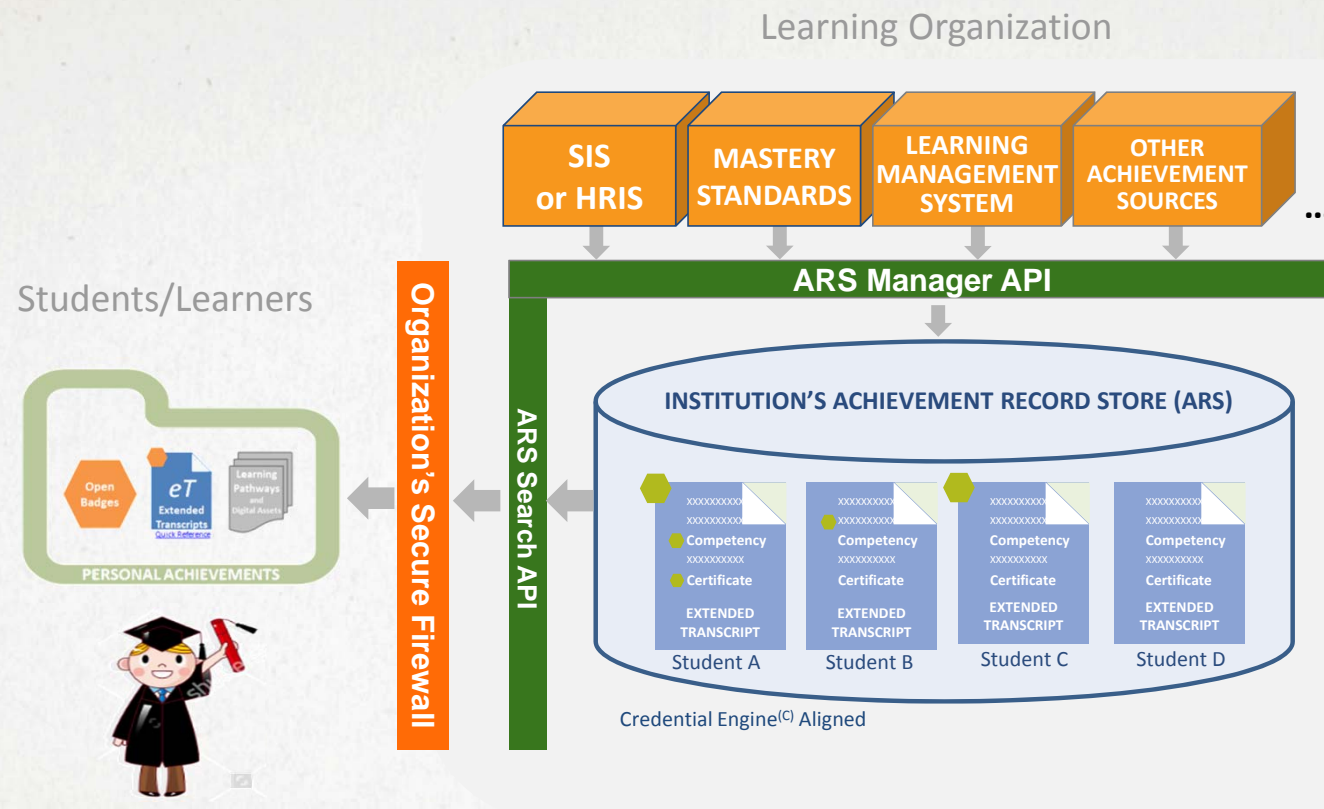 Learning Organization
SIS
or HRIS
MASTERY
STANDARDS
LEARNING
MANAGEMENT
SYSTEM
OTHER
ACHIEVEMENT
SOURCES
...
ARS Manager API
Students/Learners
Organization's Secure Firewall
ARS Search API
INSTITUTION'S ACHIEVEMENT RECORD STORE (ARS)
Open
Badges
eT
Extended
Transcripts
Quick Reference
Learning
Pathways
and
Digital Assets
PERSONAL ACHIEVEMENTS
xxxxxxxxxx
xxxxxxxxxx
Competency
xxxxxxxxxx
Certificate
EXTENDED
TRANSCRIPT
Student A
xxxxxxxxxx
xxxxxxxxxx
Competency
xxxxxxxxxx
Certificate
EXTENDED
TRANSCRIPT
Student B
xxxxxxxxxx
xxxxxxxxxx
Competency
xxxxxxxxxx
Certificate
EXTENDED
TRANSCRIPT
Student C
xxxxxxxxxx
xxxxxxxxxx
Competency
xxxxxxxxxx
Certificate
EXTENDED
TRANSCRIPT
Student D
Credential Engine(C) Aligned